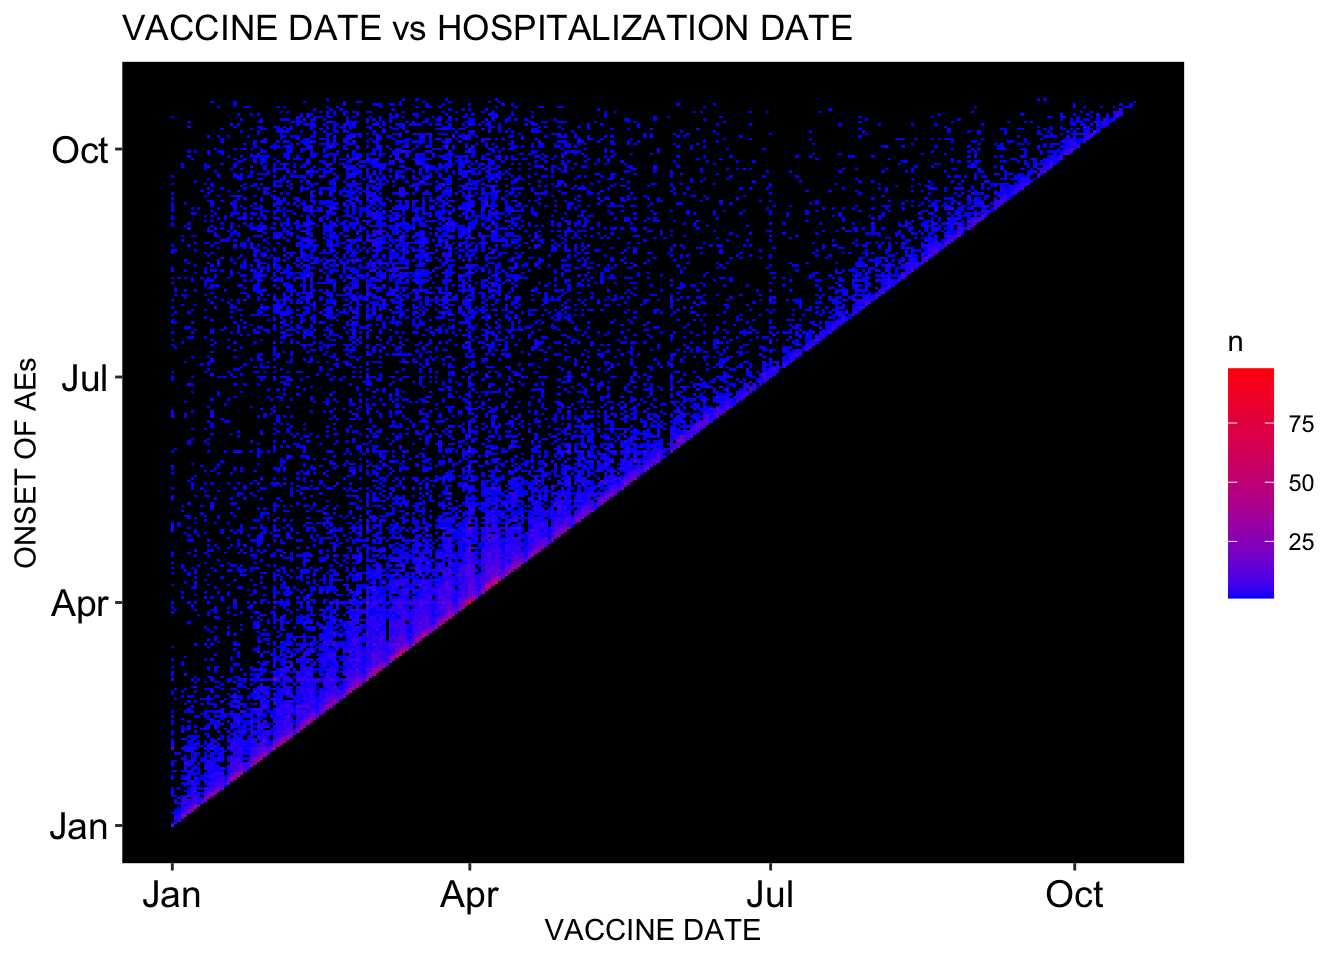 VACCINE DATE vs HOSPITALIZATION DATE
Oct
Jul
Apr
Jan
ONSET OF AEs
Jan
Apr
Jul
Oct
VACCINE DATE
n
75
50
25